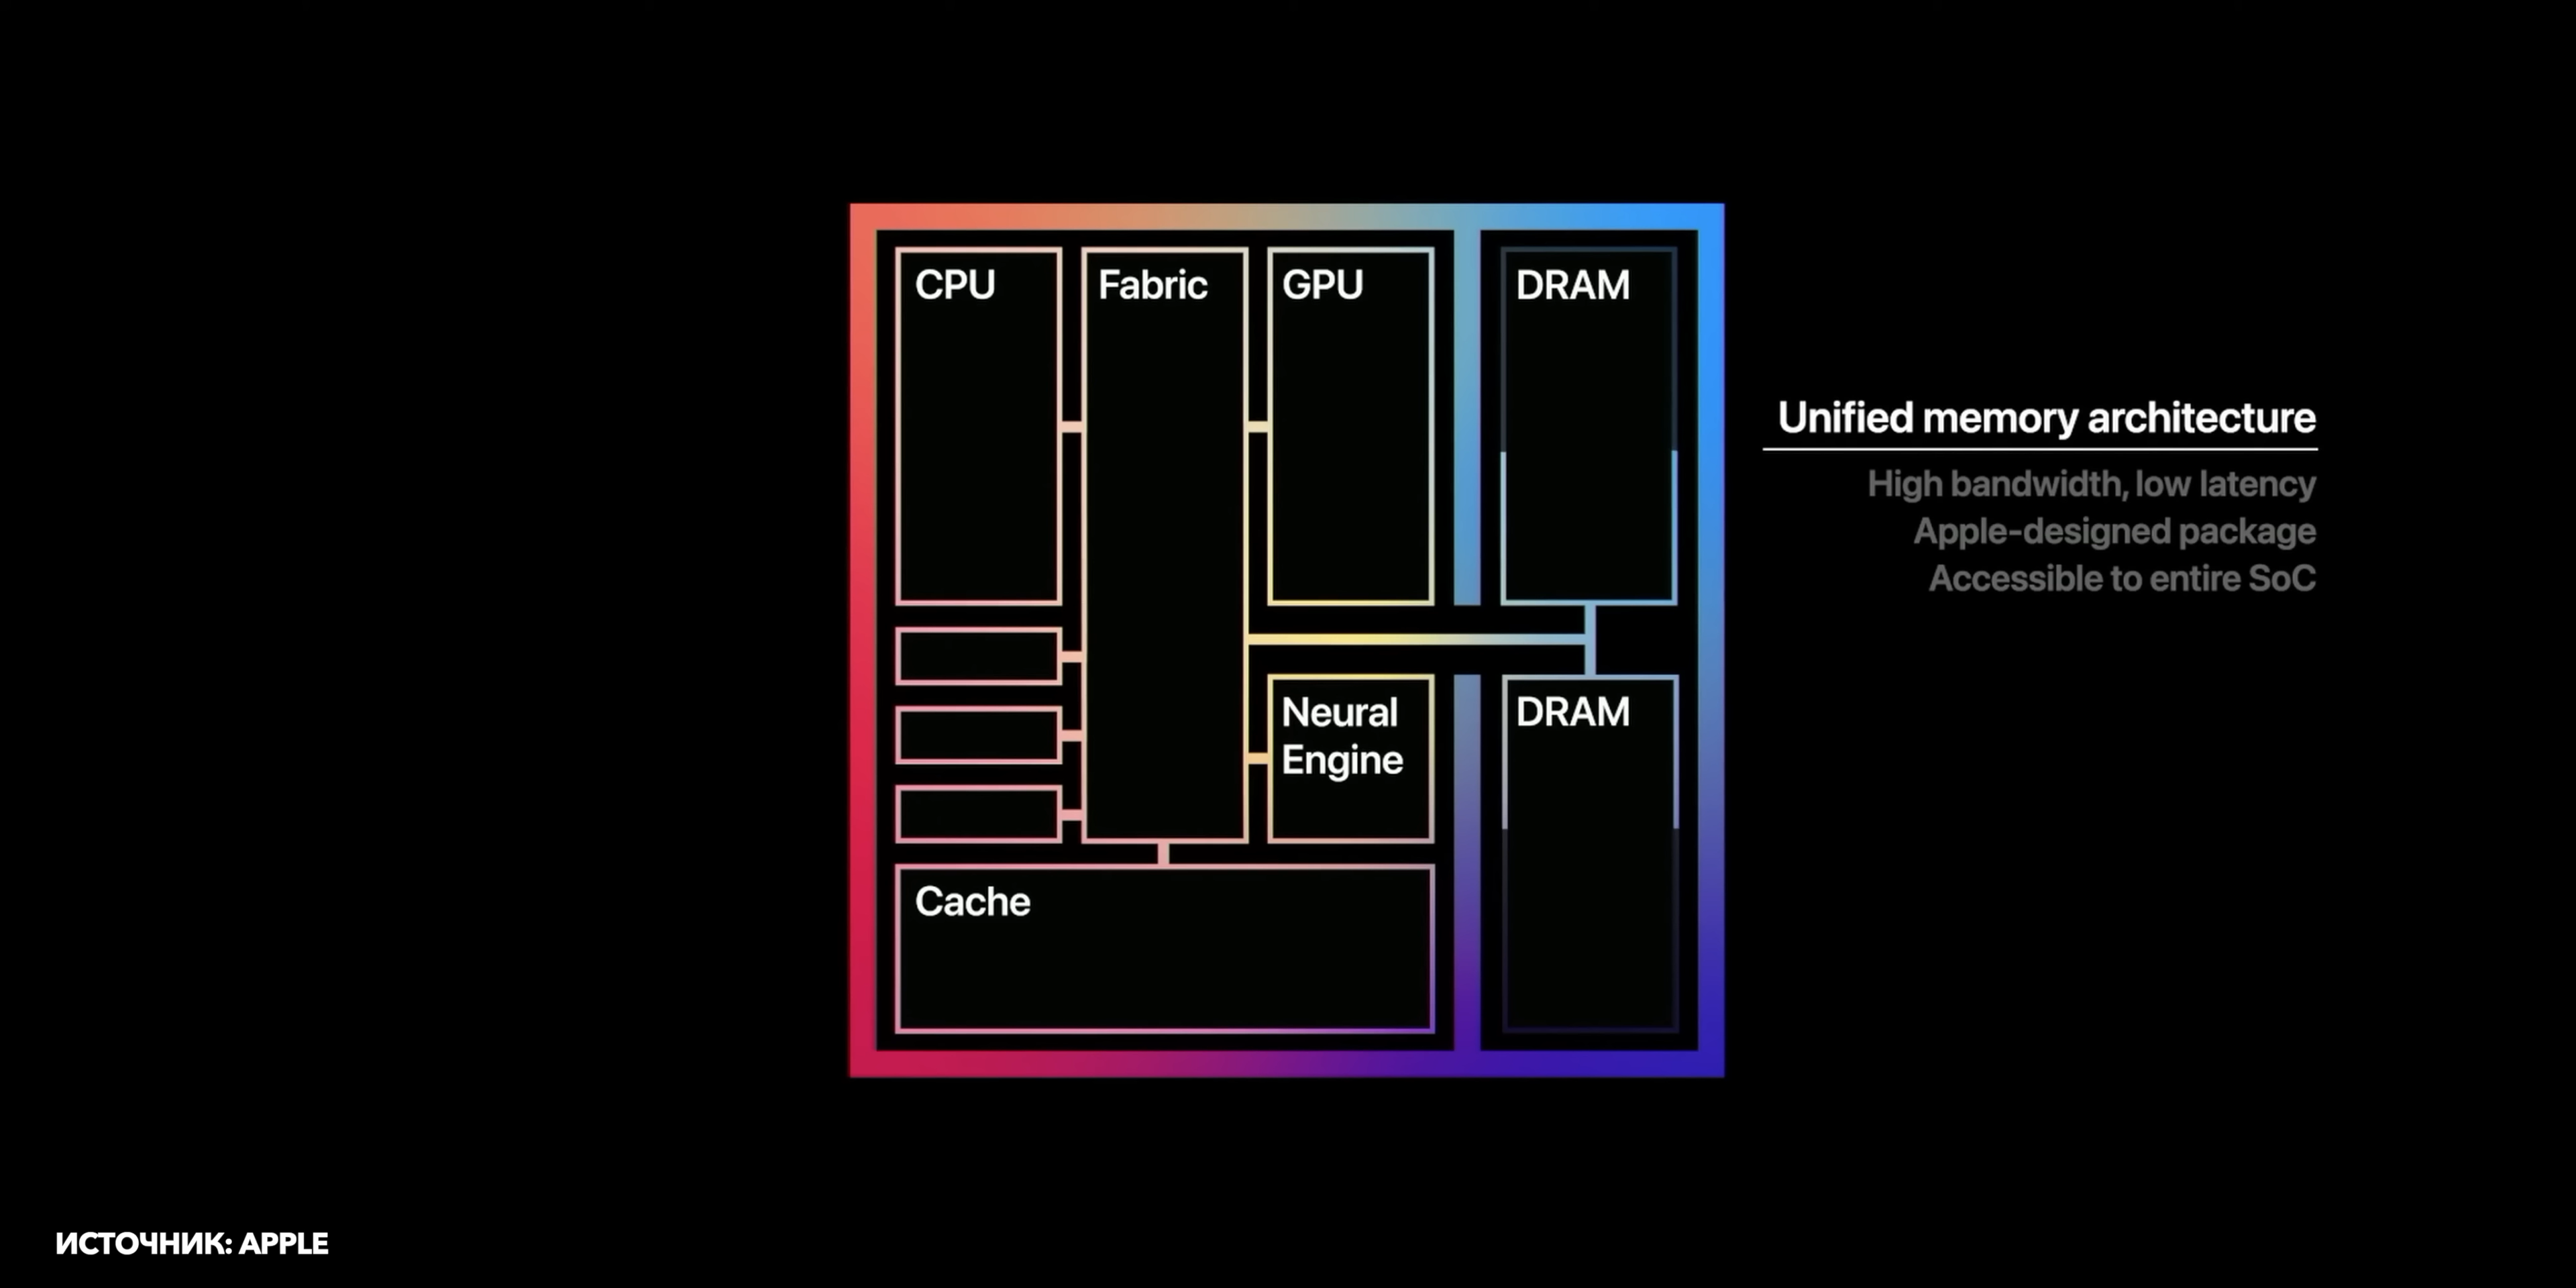 CPU
Fabric
GPU
DRAM
Unified memory architecture
High bandwidth, low latency
Apple-designed package
Accessible to entire SoC
Neural
Engine
DRAM
Cache
ИСТОЧНИК: APPLE